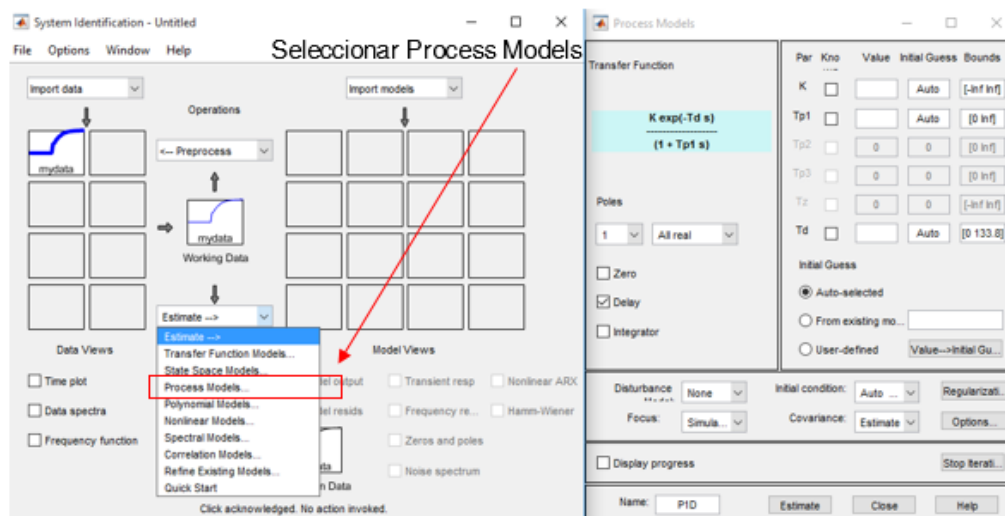 System Identification - Untitled
File Options Window Help
Seleccionar Process Models
Import data
Import models
Operations
<-- Preprocess
mydata
mydata
Working Data
Estimate -->
Estimate -->
Transfer Function Models...
State Space Models...
Process Models...
Polynomial Models...
Nonlinear Models...
Spectral Models...
Correlation Models...
Refine Existing Models...
Quick Start
Data Views
Model Views
Time plot
Data spectra
Frequency function
output
Transient resp
Nonlinear ARX
resids
Frequency re...
Hamm-Wiener
Zeros and poles
Noise spectrum
Data
Click acknowledged. No action invoked.
Process Models
Transfer Function
K exp(-Td s)
(1 + Tp1 s)
Poles
1 All real
Zero
Delay
Integrator
Par Kno Value Initial Guess Bounds
K Auto [-Inf Inf]
Tp1 Auto [0 Inf]
Tp2 0 0 [0 Inf]
Tp3 0 0 [0 Inf]
Tz 0 0 [-Inf Inf]
Td Auto [0 133.8]
Initial Guess
Auto-selected
From existing mo...
User-defined Value-->Initial Gu...
Disturbance None Initial condition: Auto ... Regularizati...
Focus: Simula... Covariance: Estimate Options...
Display progress Stop Iterati...
Name: P1D Estimate Close Help